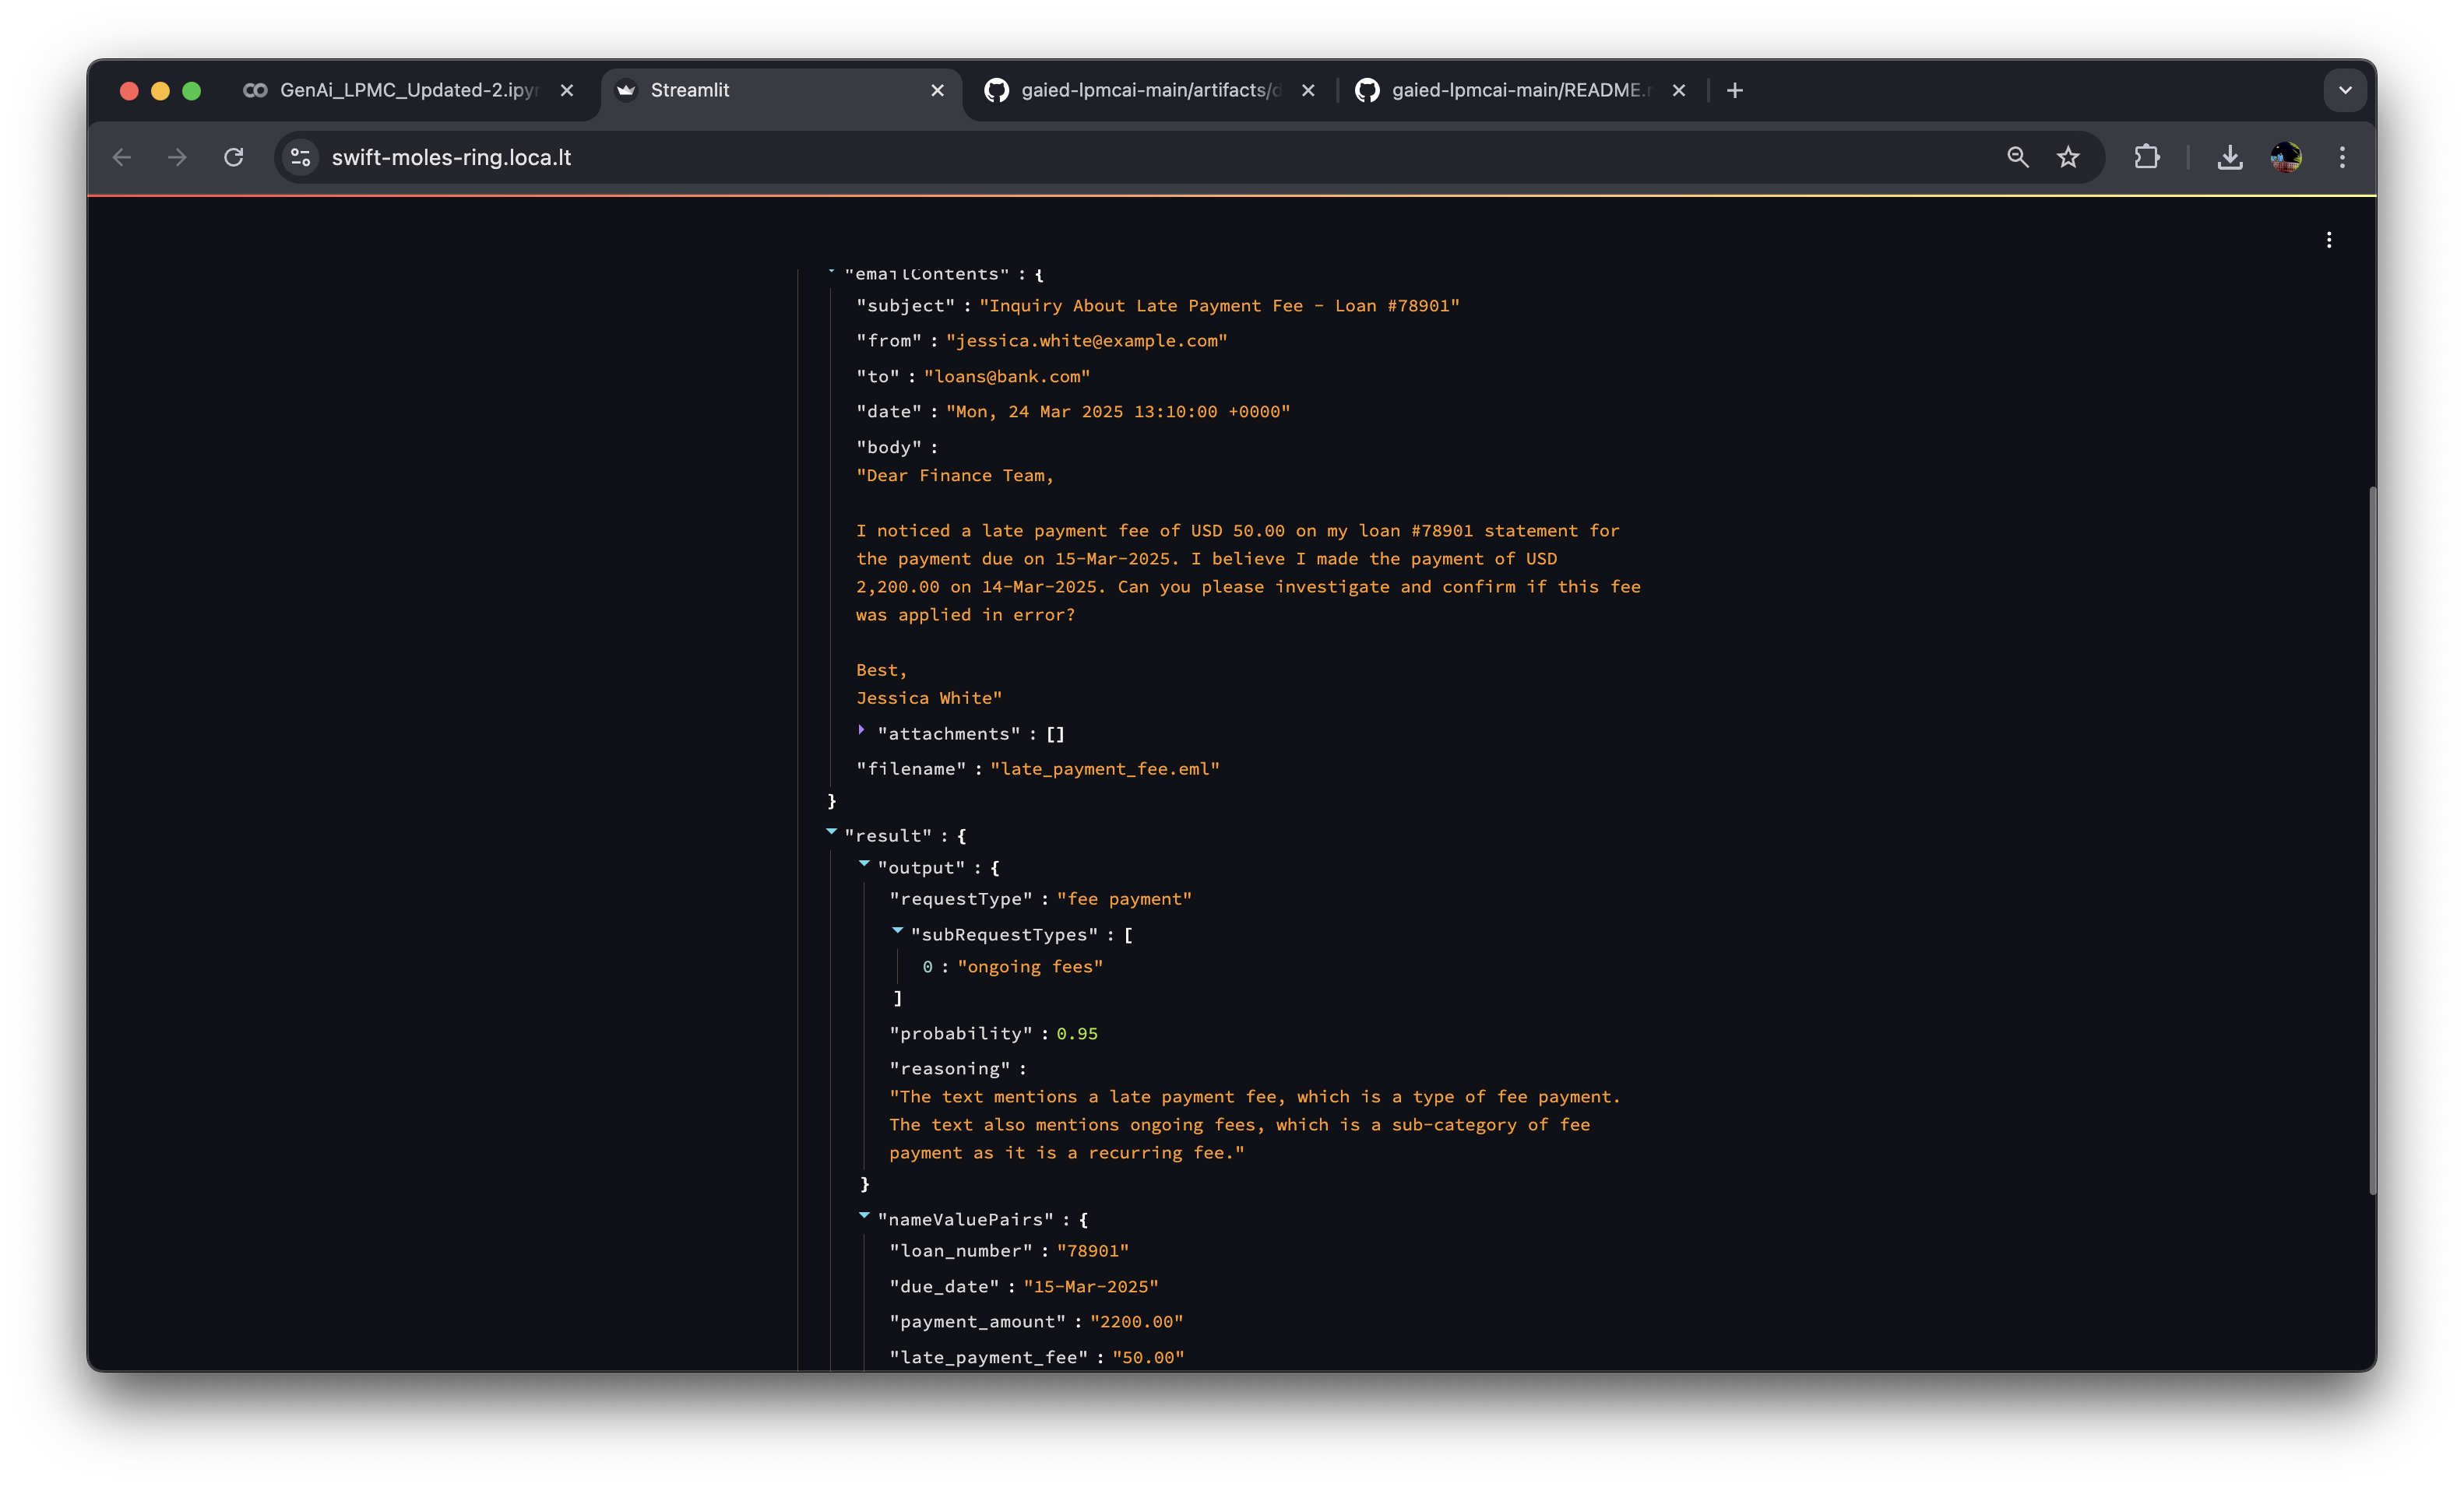 GenAi_LPMC_Updated-2.ipyn
Streamlit
gaied-lpmcai-main/artifacts/d
gaied-lpmcai-main/README.m
swift-moles-ring.loca.lt
"emailContents" : {
"subject" : "Inquiry About Late Payment Fee - Loan #78901"
"from" : "jessica.white@example.com"
"to" : "loans@bank.com"
"date" : "Mon, 24 Mar 2025 13:10:00 +0000"
"body" :
"Dear Finance Team,
I noticed a late payment fee of USD 50.00 on my loan #78901 statement for
the payment due on 15-Mar-2025. I believe I made the payment of USD
2,200.00 on 14-Mar-2025. Can you please investigate and confirm if this fee
was applied in error?
Best,
Jessica White"
"attachments" : []
"filename" : "late_payment_fee.eml"
}
"result" : {
"output" : {
"requestType" : "fee payment"
"subRequestTypes" : [
0 : "ongoing fees"
]
"probability" : 0.95
"reasoning" :
"The text mentions a late payment fee, which is a type of fee payment.
The text also mentions ongoing fees, which is a sub-category of fee
payment as it is a recurring fee."
}
"nameValuePairs" : {
"loan_number" : "78901"
"due_date" : "15-Mar-2025"
"payment_amount" : "2200.00"
"late_payment_fee" : "50.00"